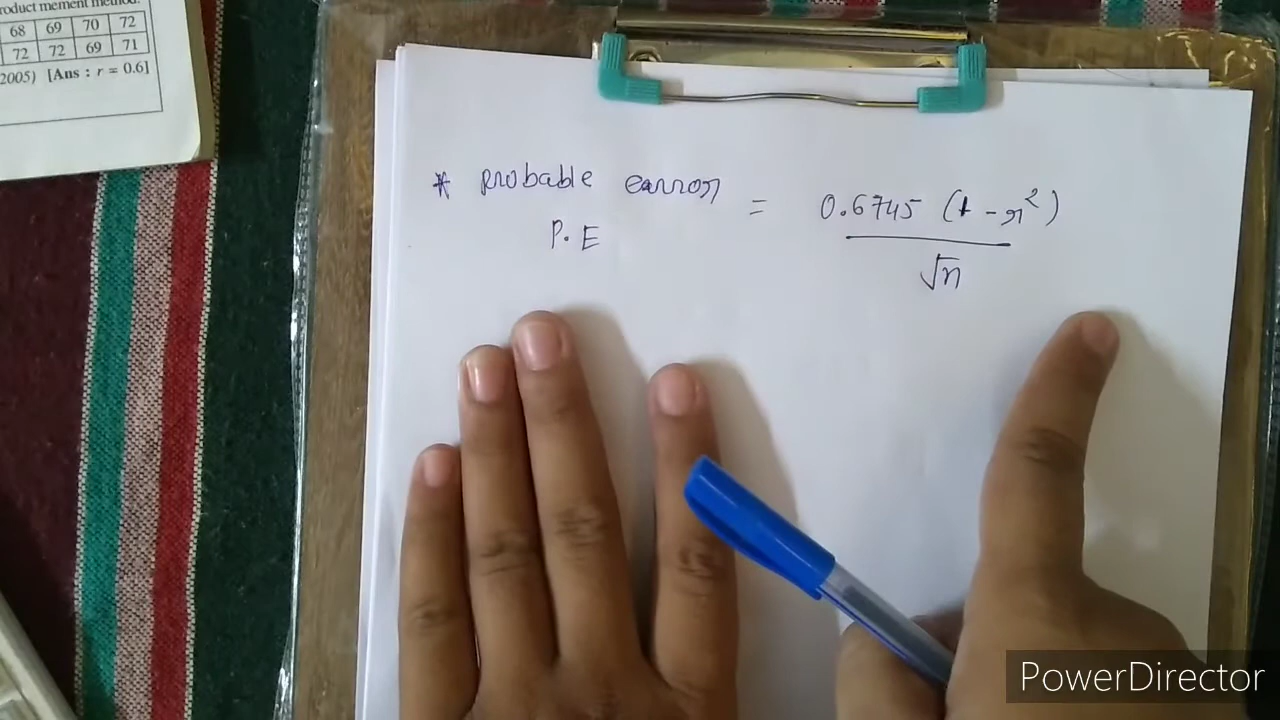 roduct mement method.
68 69 70 72
72 72 69 71
2005) [Ans : r = 0.6]
* Probable earror = 0.6745 (1 - r²)
P.E √n
PowerDirector